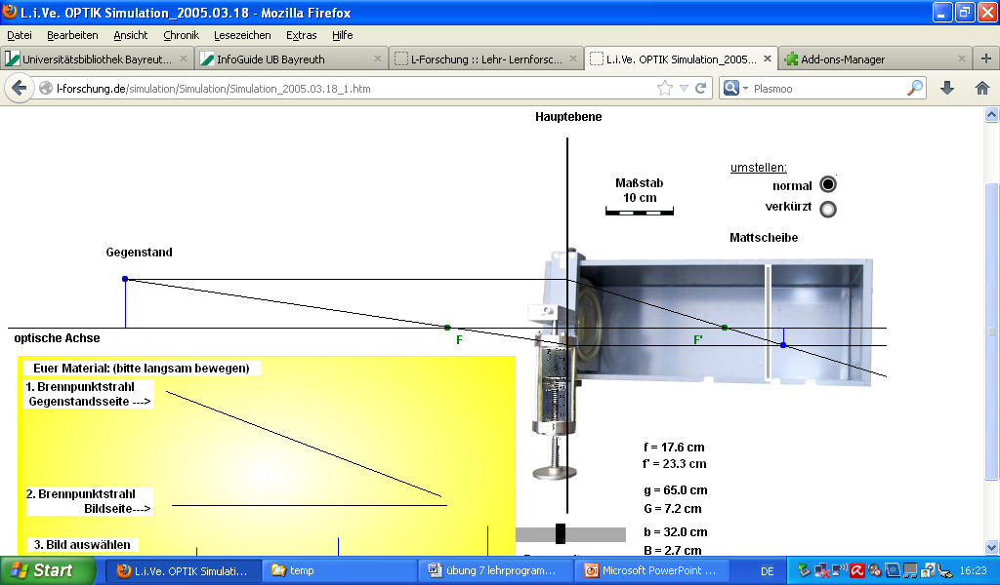 L.i.Ve. OPTIK Simulation_2005.03.18 - Mozilla Firefox
Datei Bearbeiten Ansicht Chronik Lesezeichen Extras Hilfe
Universitätsbibliothek Bayreut... InfoGuide UB Bayreuth L-Forschung :: Lehr- Lernforsc... L.i.Ve. OPTIK Simulation_2005.... Add-ons-Manager
l-forschung.de/simulation/Simulation/Simulation_2005.03.18_1.htm Plasmoo
Hauptebene
umstellen:
Maßstab
10 cm
normal
verkürzt
Mattscheibe
Gegenstand
optische Achse
F
F'
Euer Material: (bitte langsam bewegen)
1. Brennpunktstrahl
Gegenstandsseite --->
2. Brennpunktstrahl
Bildseite--->
3. Bild auswählen
f = 17.6 cm
f' = 23.3 cm
g = 65.0 cm
G = 7.2 cm
b = 32.0 cm
B = 2.7 cm
Start L.i.Ve. OPTIK Simulati... temp übung 7 lehrprogram... Microsoft PowerPoint ... DE 16:23